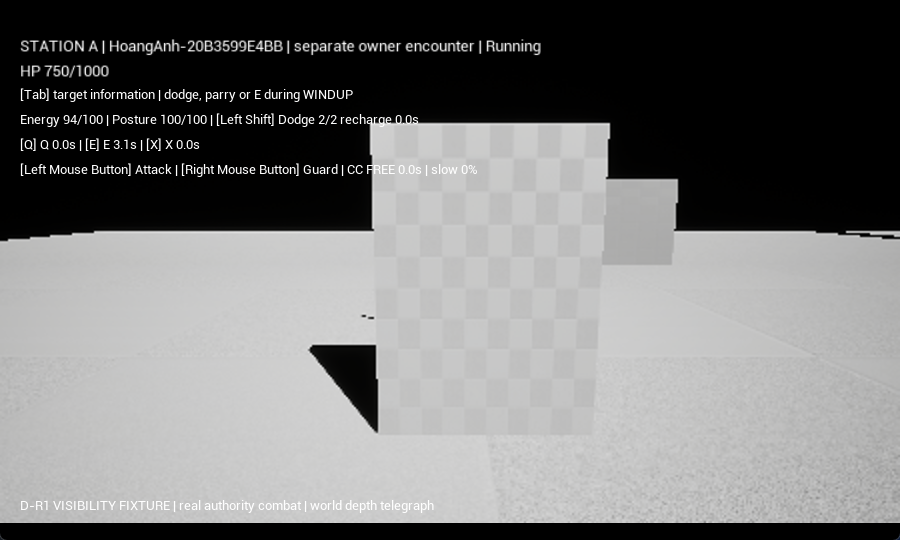 STATION A | HoangAnh-20B3599E4BB | separate owner encounter | Running
HP 750/1000
[Tab] target information | dodge, parry or E during WINDUP
Energy 94/100 | Posture 100/100 | [Left Shift] Dodge 2/2 recharge 0.0s
[Q] Q 0.0s | [E] E 3.1s | [X] X 0.0s
[Left Mouse Button] Attack | [Right Mouse Button] Guard | CC FREE 0.0s | slow 0%
D-R1 VISIBILITY FIXTURE | real authority combat | world depth telegraph